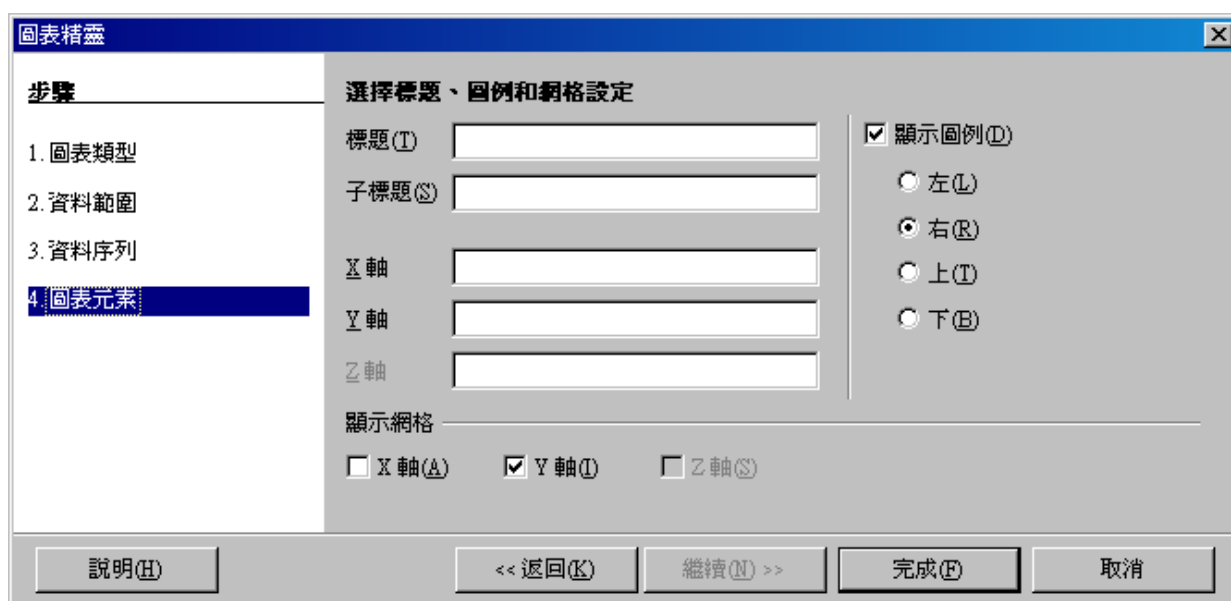 圖表精靈
步驟
1. 圖表類型
2. 資料範圍
3. 資料序列
4. 圖表元素
選擇標題、圖例和網格設定
標題(T)
子標題(S)
X 軸
Y 軸
Z 軸
顯示圖例(D)
左(L)
右(R)
上(T)
下(B)
顯示網格
X 軸(A) Y 軸(I) Z 軸(S)
說明(H) << 返回(K) 繼續(N) >> 完成(F) 取消